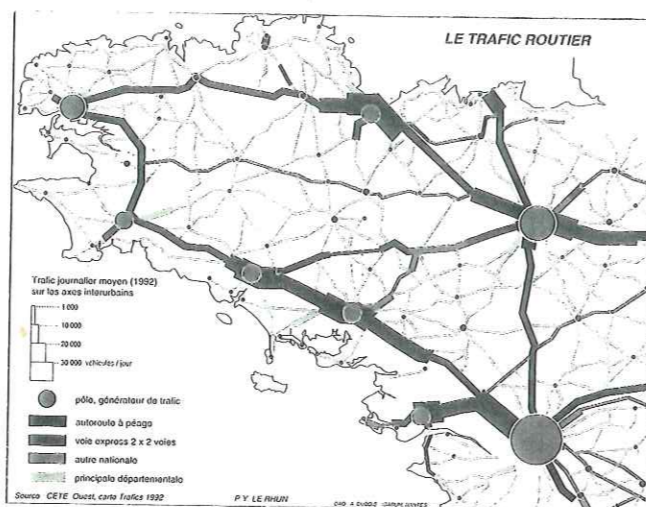 LE TRAFIC ROUTIER
Trafic journalier moyen (1992)
sur les axes interurbains
1 000
10 000
20 000
30 000 véhicules / jour
pôle, générateur de trafic
autoroute à péage
voie express 2 x 2 voies
autre nationale
principale départementale
Source CETE Ouest, carte Trafics 1992
P Y LE RHUN